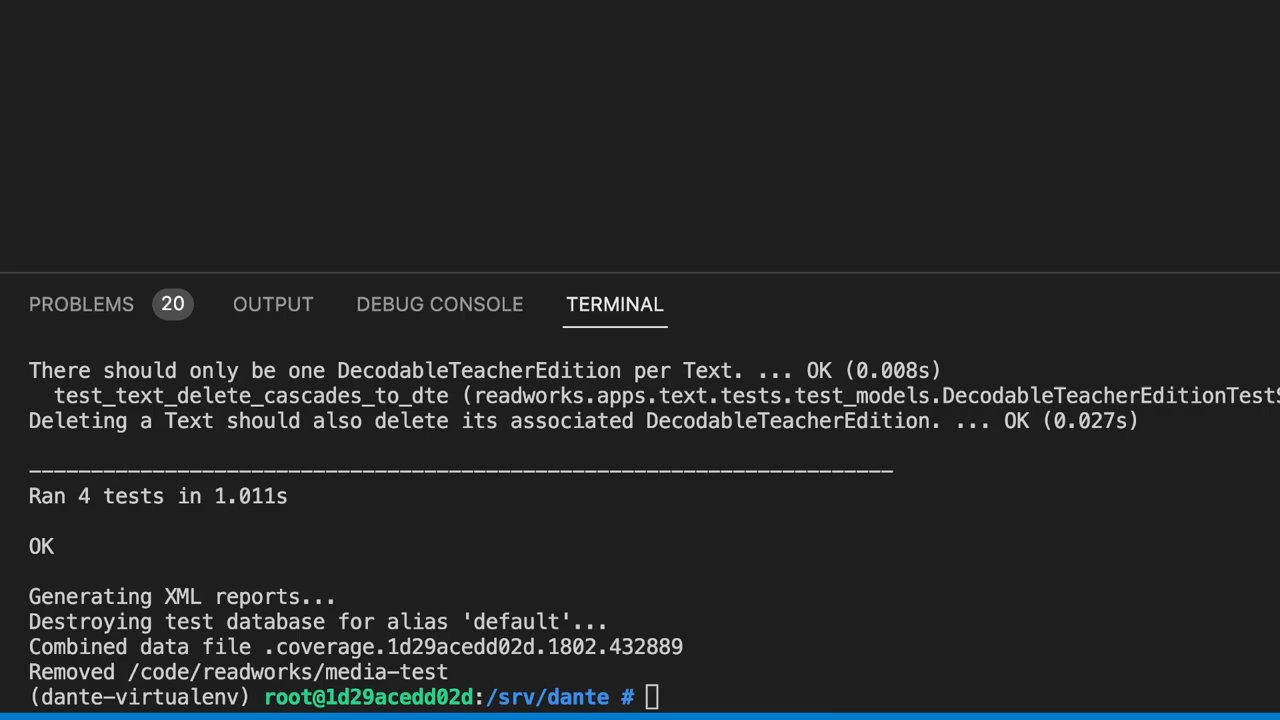 PROBLEMS 20 OUTPUT DEBUG CONSOLE TERMINAL
There should only be one DecodableTeacherEdition per Text. ... OK (0.008s)
test_text_delete_cascades_to_dte (readworks.apps.text.tests.test_models.DecodableTeacherEditionTest
Deleting a Text should also delete its associated DecodableTeacherEdition. ... OK (0.027s)
______________________________________________________________________
Ran 4 tests in 1.011s
OK
Generating XML reports...
Destroying test database for alias 'default'...
Combined data file .coverage.1d29acedd02d.1802.432889
Removed /code/readworks/media-test
(dante-virtualenv) root@1d29acedd02d:/srv/dante #